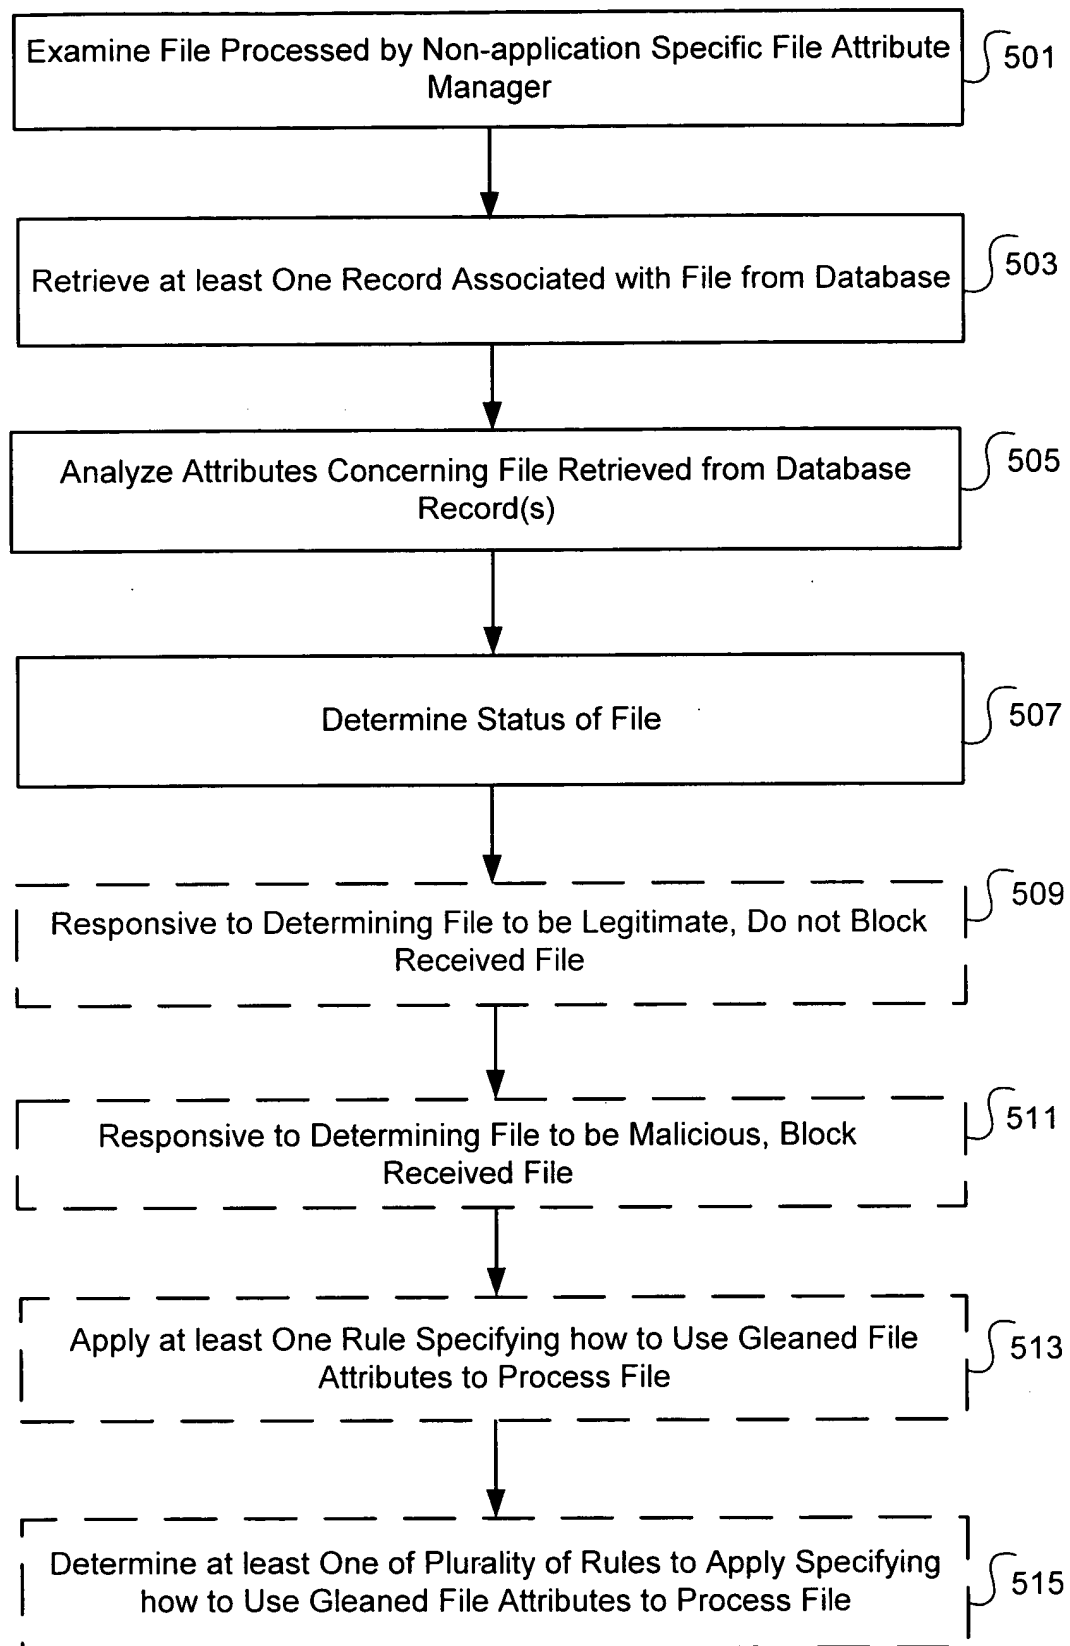 Examine File Processed by Non-application Specific File Attribute
Manager
501
Retrieve at least One Record Associated with File from Database
503
Analyze Attributes Concerning File Retrieved from Database
Record(s)
505
Determine Status of File
507
Responsive to Determining File to be Legitimate, Do not Block
Received File
509
Responsive to Determining File to be Malicious, Block
Received File
511
Apply at least One Rule Specifying how to Use Gleaned File
Attributes to Process File
513
Determine at least One of Plurality of Rules to Apply Specifying
how to Use Gleaned File Attributes to Process File
515